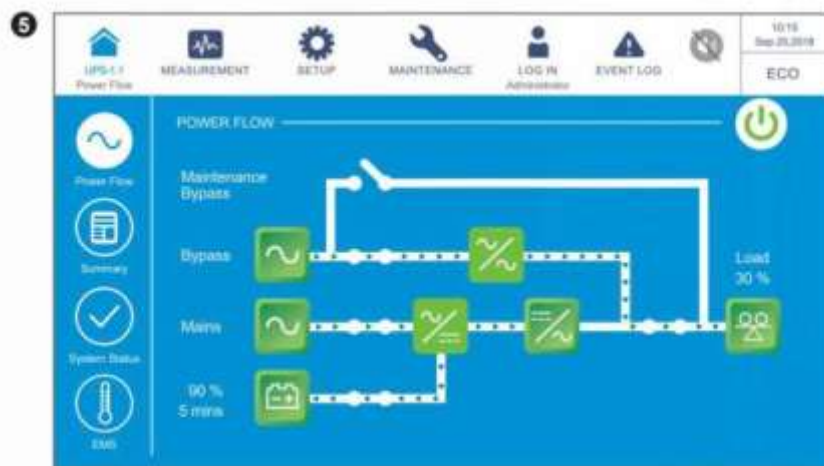 5
UPS-1.1
Power Flow
MEASUREMENT
SETUP
MAINTENANCE
LOG IN
Administrator
EVENT LOG
10:15
Sep 20,2018
ECO
POWER FLOW
Power Flow
Summary
System Status
EMS
Maintenance
Bypass
Bypass
Mains
90 %
5 mins
Load
30 %